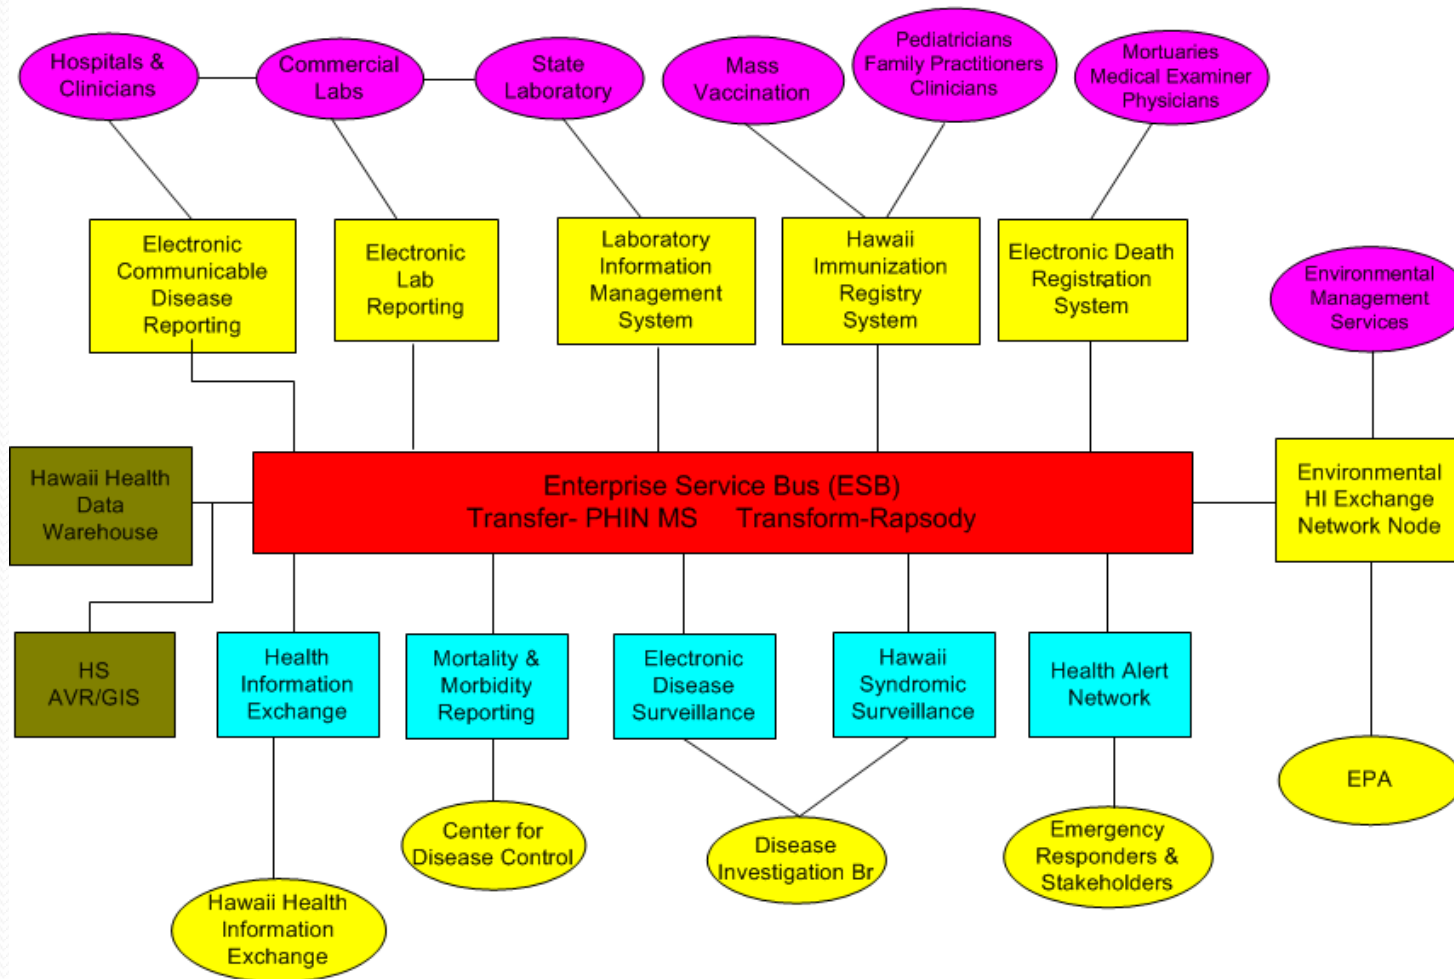 Hospitals &
Clinicians
Commercial
Labs
State
Laboratory
Mass
Vaccination
Pediatricians
Family Practitioners
Clinicians
Mortuaries
Medical Examiner
Physicians
Electronic
Communicable
Disease
Reporting
Electronic
Lab
Reporting
Laboratory
Information
Management
System
Hawaii
Immunization
Registry
System
Electronic Death
Registration
System
Environmental
Management
Services
Hawaii Health
Data
Warehouse
Enterprise Service Bus (ESB)
Transfer- PHIN MS Transform-Rapsody
Environmental
HI Exchange
Network Node
HS
AVR/GIS
Health
Information
Exchange
Mortality &
Morbidity
Reporting
Electronic
Disease
Surveillance
Hawaii
Syndromic
Surveillance
Health Alert
Network
EPA
Hawaii Health
Information
Exchange
Center for
Disease Control
Disease
Investigation Br
Emergency
Responders &
Stakeholders